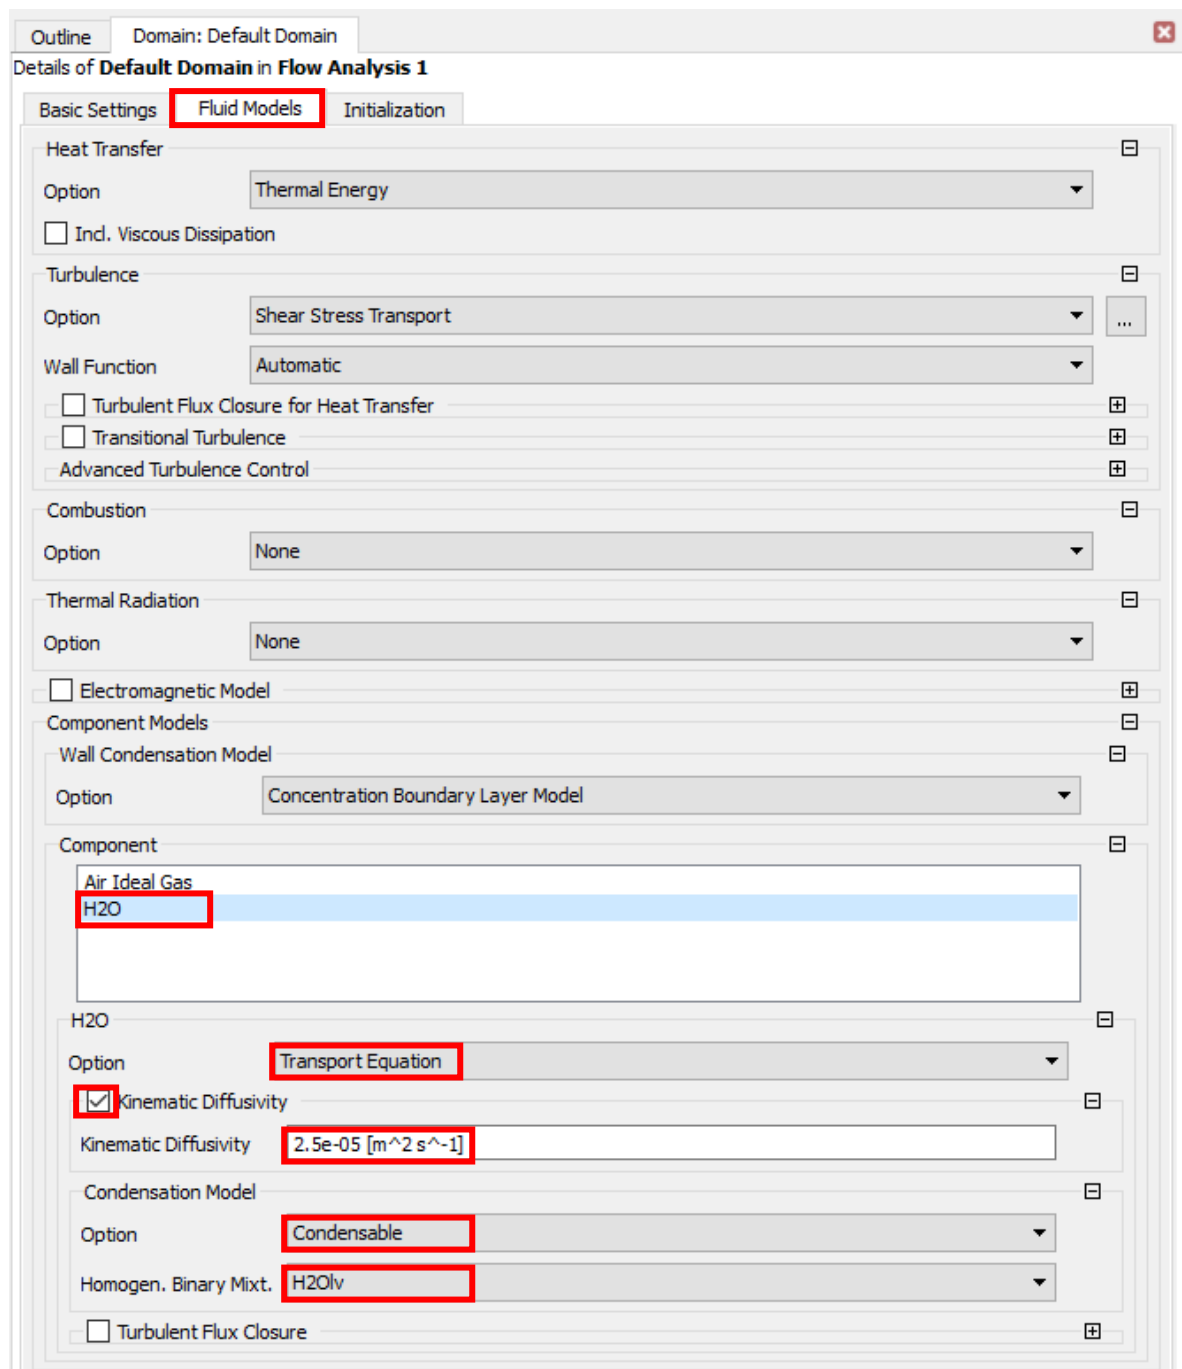 Outline Domain: Default Domain
Details of Default Domain in Flow Analysis 1
Basic Settings Fluid Models Initialization
Heat Transfer
Option Thermal Energy
Incl. Viscous Dissipation
Turbulence
Option Shear Stress Transport ...
Wall Function Automatic
Turbulent Flux Closure for Heat Transfer
Transitional Turbulence
Advanced Turbulence Control
Combustion
Option None
Thermal Radiation
Option None
Electromagnetic Model
Component Models
Wall Condensation Model
Option Concentration Boundary Layer Model
Component
Air Ideal Gas
H2O
H2O
Option Transport Equation
Kinematic Diffusivity
Kinematic Diffusivity 2.5e-05 [m^2 s^-1]
Condensation Model
Option Condensable
Homogen. Binary Mixt. H2Olv
Turbulent Flux Closure